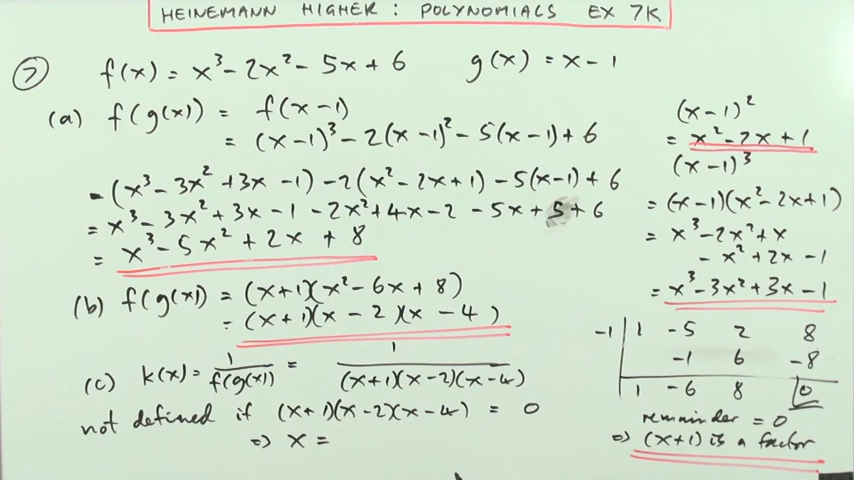 HEINEMANN HIGHER : POLYNOMIALS EX 7K
⑦ f(x) = x³ - 2x² - 5x + 6 g(x) = x - 1
(a) f(g(x)) = f(x-1)
= (x-1)³ - 2(x-1)² - 5(x-1) + 6
= (x³ - 3x² + 3x - 1) - 2(x² - 2x + 1) - 5(x-1) + 6
= x³ - 3x² + 3x - 1 - 2x² + 4x - 2 - 5x + 5 + 6
= x³ - 5x² + 2x + 8
(b) f(g(x)) = (x+1)(x² - 6x + 8)
= (x+1)(x - 2)(x - 4)
(c) k(x) = 1/f(g(x)) = 1/(x+1)(x-2)(x-4)
not defined if (x+1)(x-2)(x-4) = 0
⇒ x =
(x-1)²
= x² - 2x + 1
(x-1)³
= (x-1)(x² - 2x + 1)
= x³ - 2x² + x
- x² + 2x - 1
= x³ - 3x² + 3x - 1
-1 | 1 -5 2 8
-1 6 -8
1 -6 8 0
remainder = 0
⇒ (x+1) is a factor